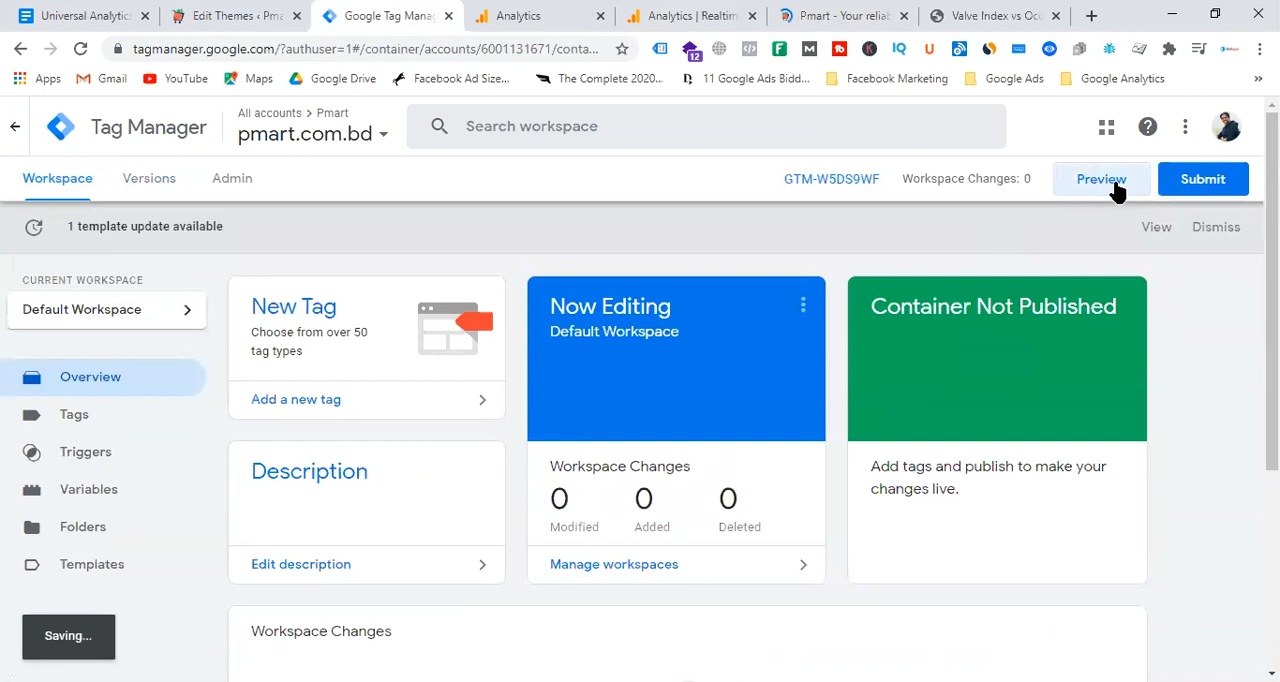 Universal Analytics
Edit Themes ‹ Pma
Google Tag Mana
Analytics
Analytics | Realtim
Pmart - Your reliab
Valve Index vs Ocu
tagmanager.google.com/?authuser=1#/container/accounts/6001131671/conta...
12
Apps
Gmail
YouTube
Maps
Google Drive
Facebook Ad Size...
The Complete 2020...
11 Google Ads Bidd...
Facebook Marketing
Google Ads
Google Analytics
»
Tag Manager
All accounts > Pmart
pmart.com.bd
Search workspace
Workspace
Versions
Admin
GTM-W5DS9WF
Workspace Changes: 0
Preview
Submit
1 template update available
View
Dismiss
CURRENT WORKSPACE
Default Workspace
Overview
Tags
Triggers
Variables
Folders
Templates
Saving...
New Tag
Choose from over 50
tag types
Add a new tag
Description
Edit description
Now Editing
Default Workspace
Workspace Changes
0
0
0
Modified
Added
Deleted
Manage workspaces
Container Not Published
Add tags and publish to make your
changes live.
Workspace Changes